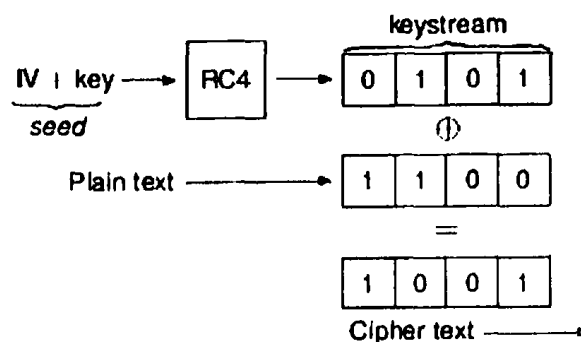 keystream
IV | key RC4 0 1 0 1
seed
Plain text 1 1 0 0
=
1 0 0 1
Cipher text